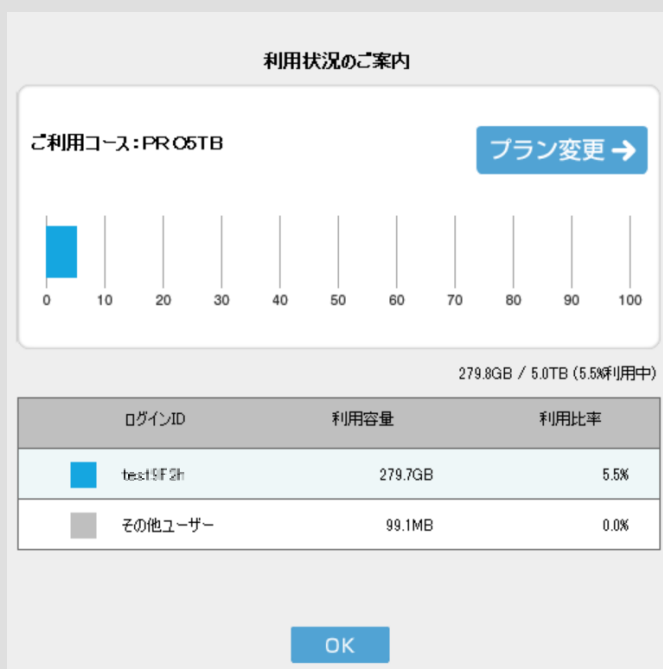 利用状況のご案内
ご利用コース:PRO5TB
プラン変更 →
0 10 20 30 40 50 60 70 80 90 100
279.8GB / 5.0TB (5.5%利用中)
ログインID 利用容量 利用比率
test9F2h 279.7GB 5.5%
その他ユーザー 99.1MB 0.0%
OK